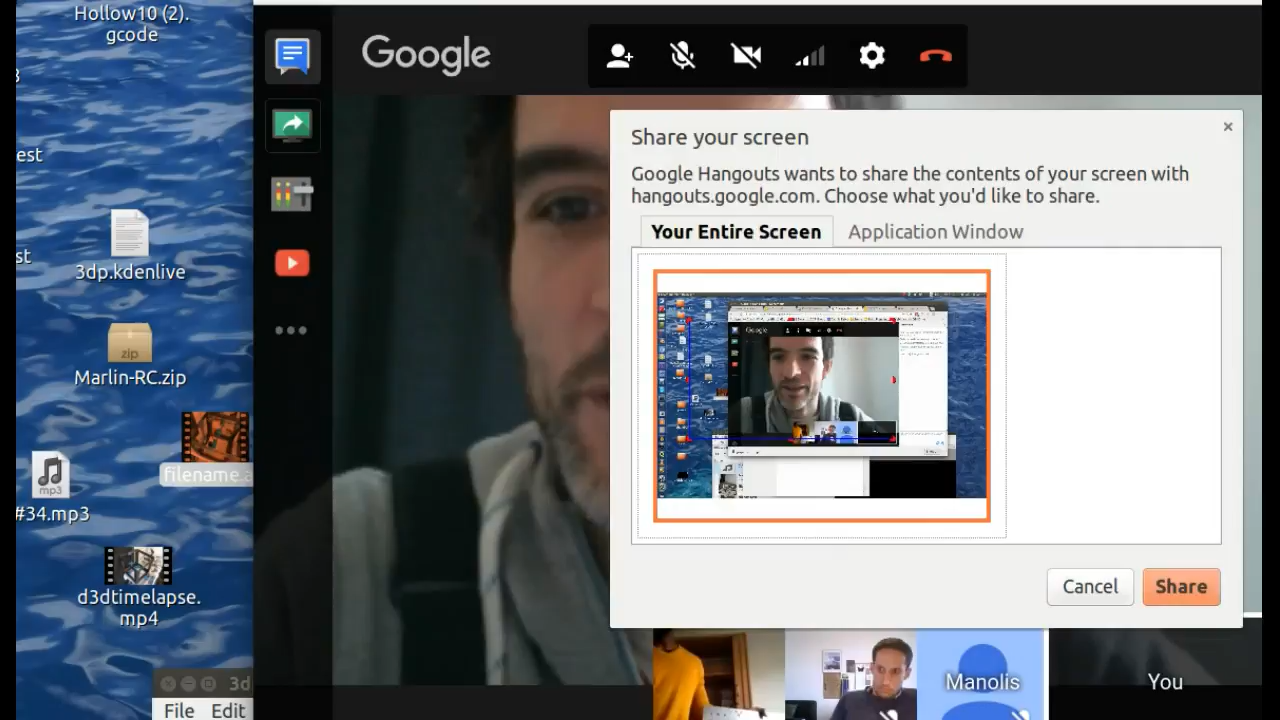 Hollow10 (2).
gcode
3
est
st
3dp.kdenlive
zip
Marlin-RC.zip
filename.a
mp3
#34.mp3
d3dtimelapse.
mp4
3d
File Edit
Google
Share your screen
Google Hangouts wants to share the contents of your screen with
hangouts.google.com. Choose what you'd like to share.
Your Entire Screen
Application Window
Google
Cancel
Share
Manolis
You